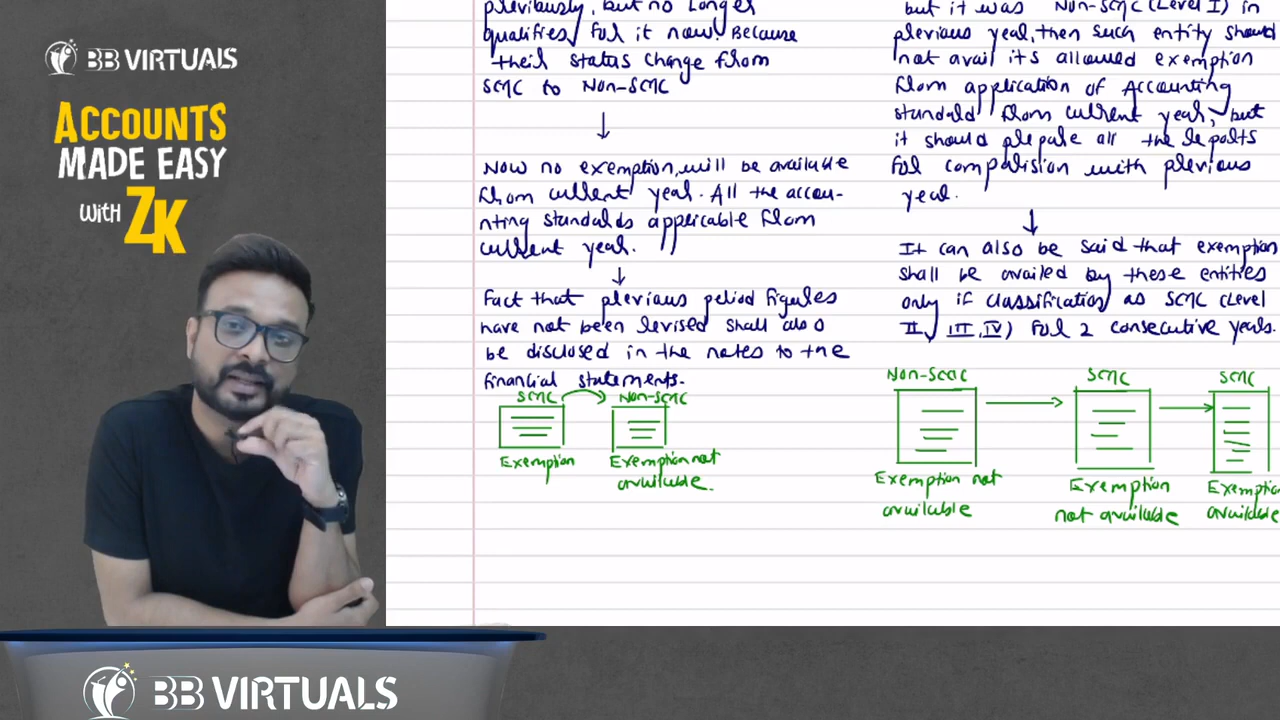 BB VIRTUALS
ACCOUNTS
MADE EASY
WITH ZK
previously, but no longer
qualifies for it now. Because
their status change from
SMC to Non-SMC
↓
Now no exemption, will be available
from current year. All the accou-
nting standards applicable from
current year.
↓
Fact that previous period figures
have not been revised shall also
be disclosed in the notes to the
financial statements.
SMC Non-SMC
Exemption Exemption not
available.
but it was Non-SMC (Level I) in
previous year, then such entity should
not avail its allowed exemption
from application of Accounting
standard from current year, but
it should prepare all the reports
for comparision with previous
year.
↓
It can also be said that exemption
shall be availed by these entities
only if classification as SMC (Level
II, III, IV) for 2 consecutive years.
Non-SMC SMC SMC
Exemption not Exemption Exemptio
available not available available
BB VIRTUALS